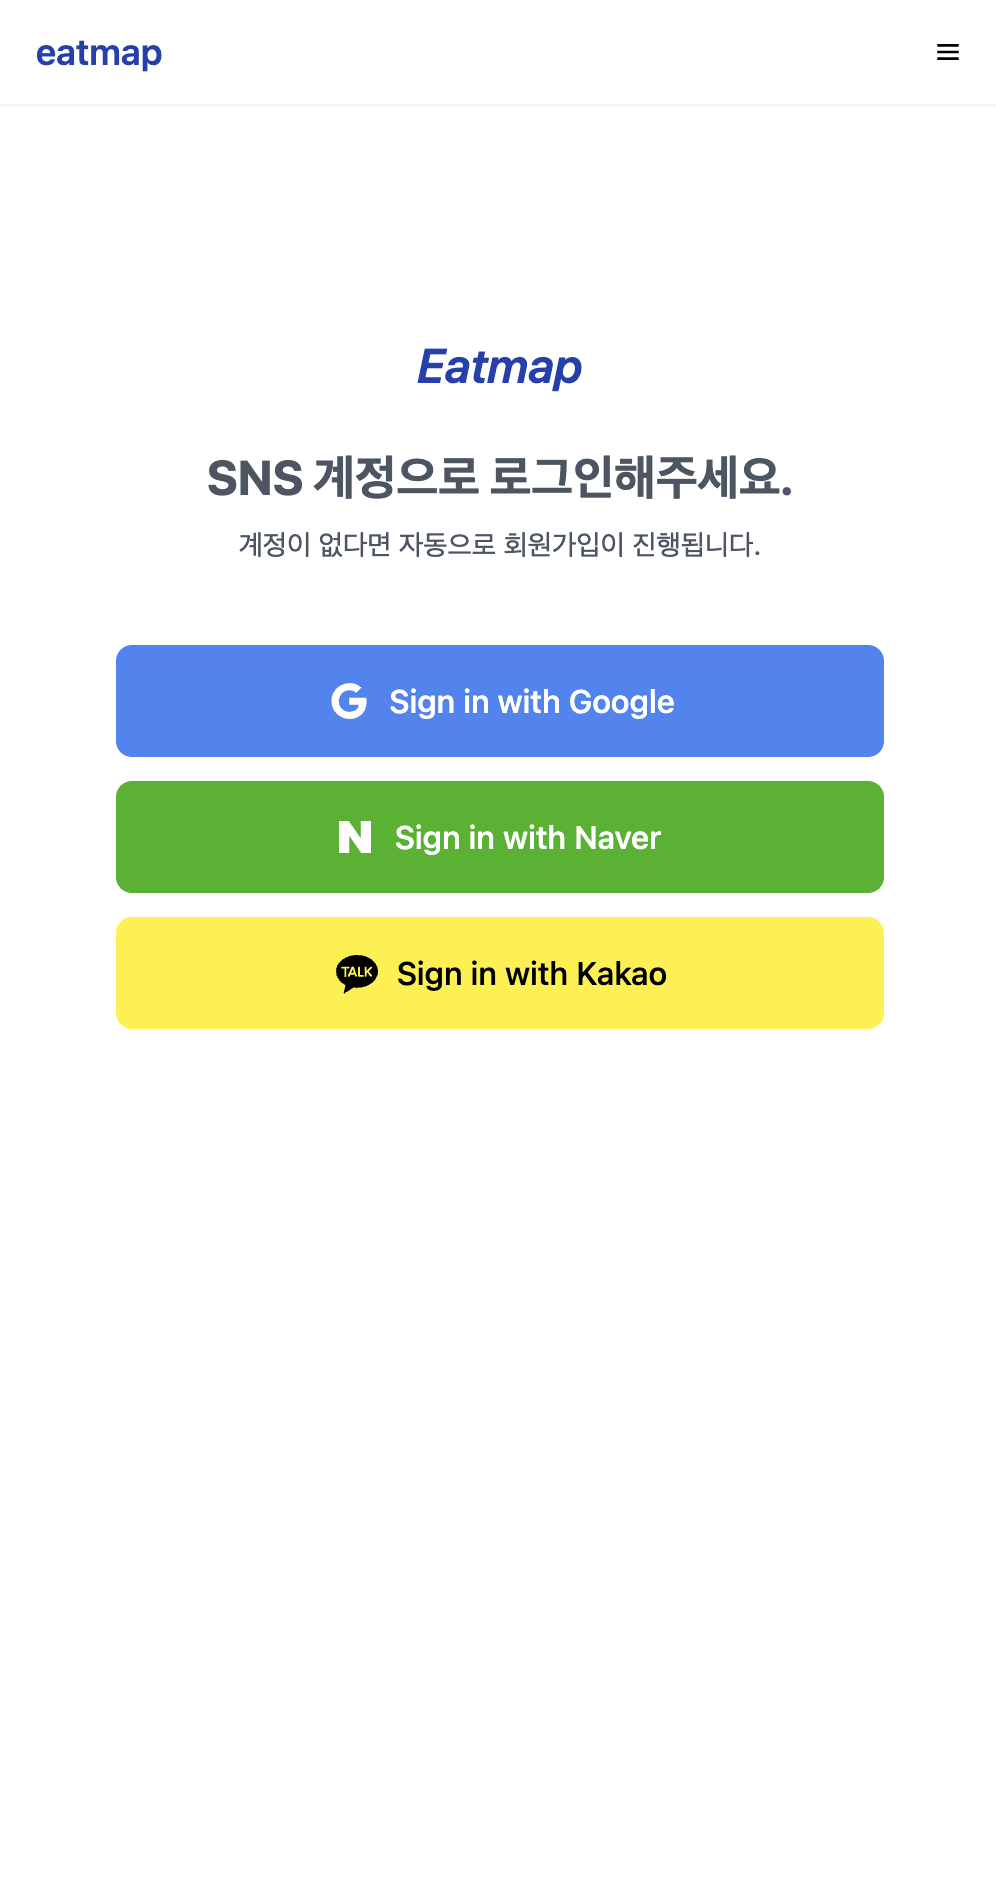 eatmap
Eatmap
SNS 계정으로 로그인해주세요.
계정이 없다면 자동으로 회원가입이 진행됩니다.
G Sign in with Google
N Sign in with Naver
TALK Sign in with Kakao